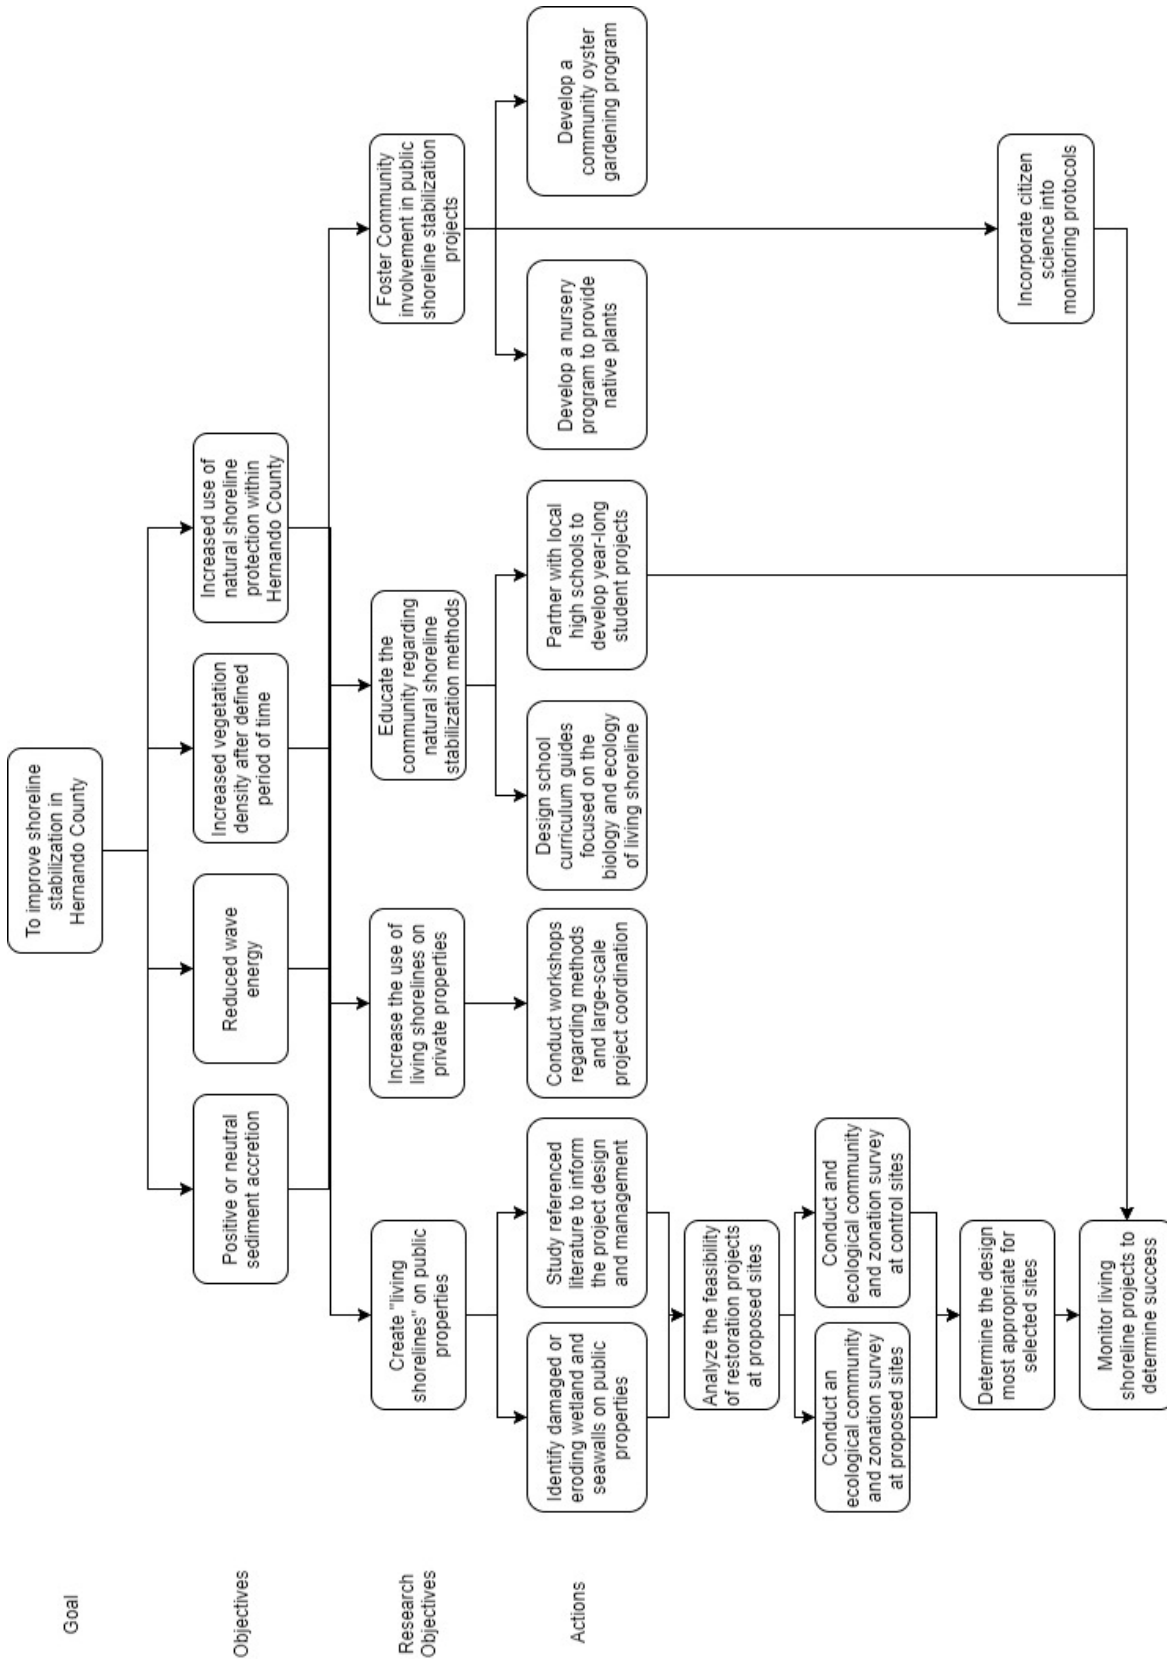 Goal
To improve shoreline
stabilization in
Hernando County
Objectives
Positive or neutral
sediment accretion
Reduced wave
energy
Increased vegetation
density after defined
period of time
Increased use of
natural shoreline
protection within
Hernando County
Research
Objectives
Create "living
shorelines" on public
properties
Increase the use of
living shorelines on
private properties
Educate the
community regarding
natural shoreline
stabilization methods
Foster Community
involvement in public
shoreline stabilization
projects
Actions
Identify damaged or
eroding wetland and
seawalls on public
properties
Study referenced
literature to inform
the project design
and management
Conduct workshops
regarding methods
and large-scale
project coordination
Design school
curriculum guides
focused on the
biology and ecology
of living shoreline
Partner with local
high schools to
develop year-long
student projects
Develop a nursery
program to provide
native plants
Develop a
community oyster
gardening program
Analyze the feasibility
of restoration projects
at proposed sites
Conduct an
ecological community
and zonation survey
at proposed sites
Conduct and
ecological community
and zonation survey
at control sites
Determine the design
most appropriate for
selected sites
Incorporate citizen
science into
monitoring protocols
Monitor living
shoreline projects to
determine success